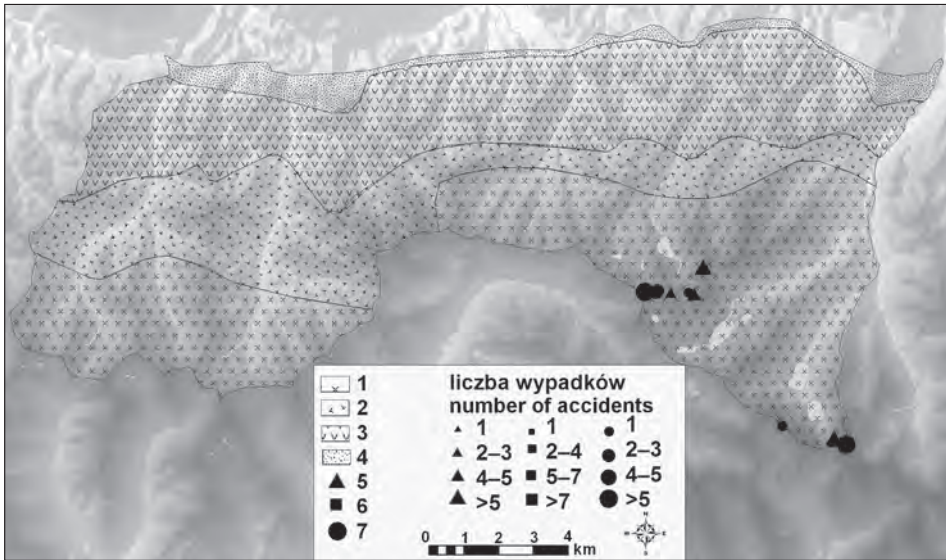 1
2
3
4
5
6
7
liczba wypadków
number of accidents
1 1 1
2–3 2–4 2–3
4–5 5–7 4–5
>5 >7 >5
0 1 2 3 4
km